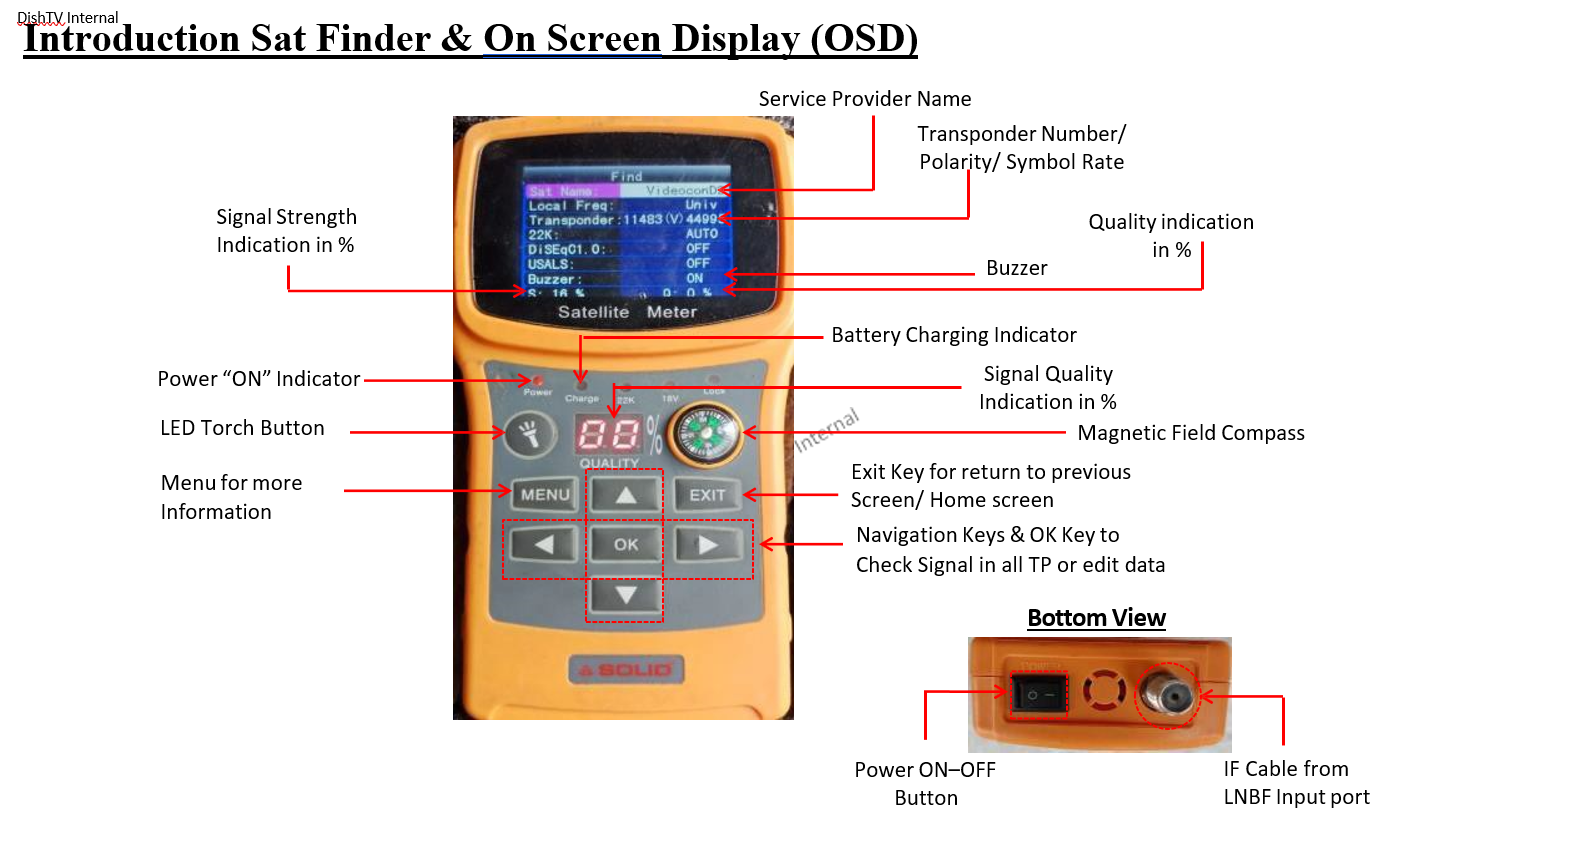 DishTV Internal
Introduction Sat Finder & On Screen Display (OSD)
Service Provider Name
Transponder Number/
Polarity/ Symbol Rate
Signal Strength
Indication in %
Quality indication
in %
Buzzer
Find
Sat Name: VideoconD
Local Freq: Univ
Transponder:11483(V)4499
22K: AUTO
DiSEqC1.0: OFF
USALS: OFF
Buzzer: ON
S: 16 % Q: 0 %
Satellite Meter
Battery Charging Indicator
Power “ON” Indicator
Signal Quality
Indication in %
Power Charge 22K 18V Lock
LED Torch Button
%
QUALITY
Magnetic Field Compass
Internal
Menu for more
Information
MENU
EXIT
Exit Key for return to previous
Screen/ Home screen
OK
Navigation Keys & OK Key to
Check Signal in all TP or edit data
SOLID
Bottom View
Power ON–OFF
Button
IF Cable from
LNBF Input port